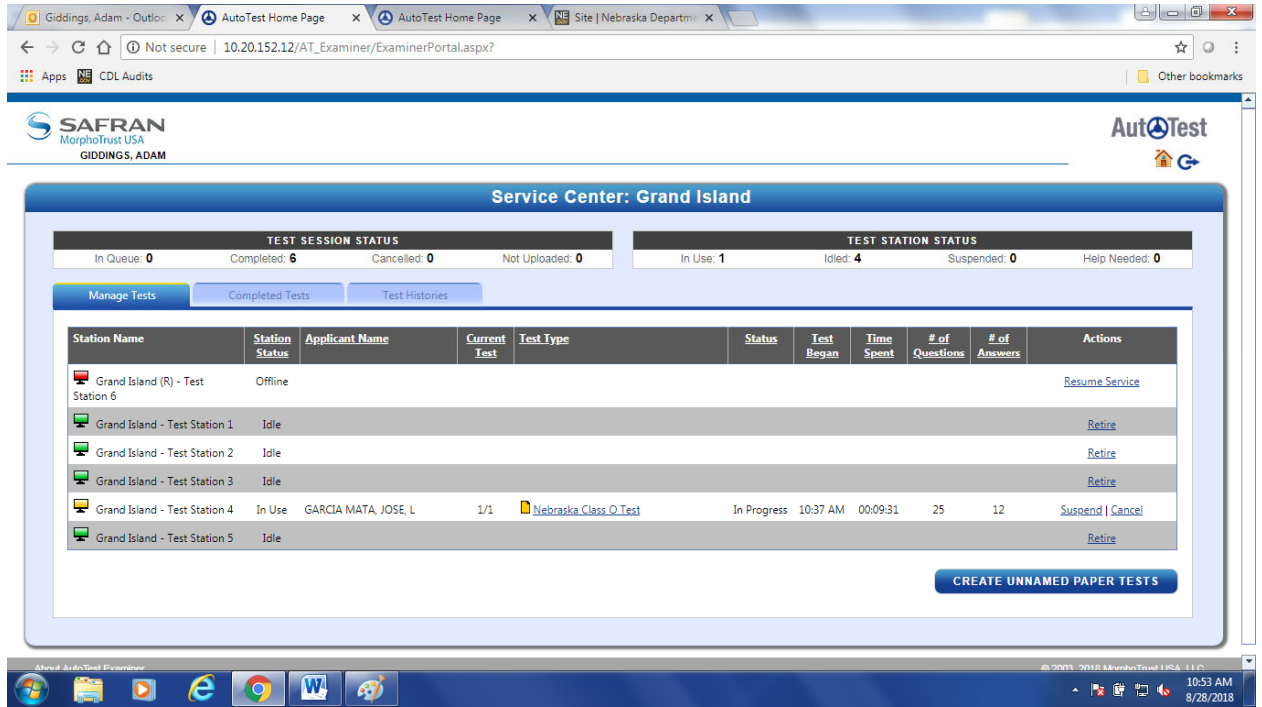 Giddings, Adam - Outloo AutoTest Home Page AutoTest Home Page Site | Nebraska Departme
Not secure | 10.20.152.12/AT_Examiner/ExaminerPortal.aspx?
Apps CDL Audits Other bookmarks
SAFRAN
MorphoTrust USA
GIDDINGS, ADAM
AutoTest
Service Center: Grand Island
TEST SESSION STATUS TEST STATION STATUS
In Queue: 0 Completed: 6 Cancelled: 0 Not Uploaded: 0 In Use: 1 Idled: 4 Suspended: 0 Help Needed: 0
Manage Tests Completed Tests Test Histories
Station Name Station Status Applicant Name Current Test Test Type Status Test Began Time Spent # of Questions # of Answers Actions
Grand Island (R) - Test Station 6 Offline Resume Service
Grand Island - Test Station 1 Idle Retire
Grand Island - Test Station 2 Idle Retire
Grand Island - Test Station 3 Idle Retire
Grand Island - Test Station 4 In Use GARCIA MATA, JOSE, L 1/1 Nebraska Class O Test In Progress 10:37 AM 00:09:31 25 12 Suspend | Cancel
Grand Island - Test Station 5 Idle Retire
CREATE UNNAMED PAPER TESTS
About AutoTest Examiner © 2003, 2018 MorphoTrust USA, LLC
10:53 AM
8/28/2018